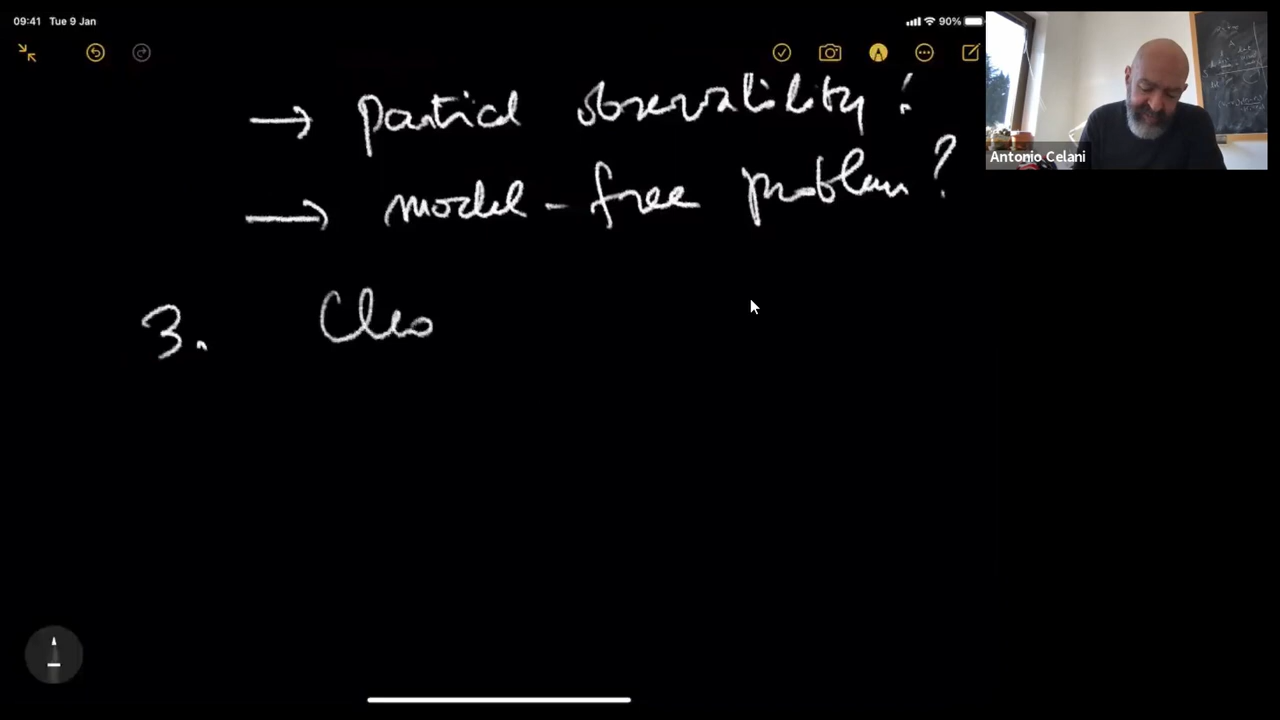 09:41 Tue 9 Jan 90%
→ partial observability?
→ model-free problem?
3. Cleo
Antonio Celani